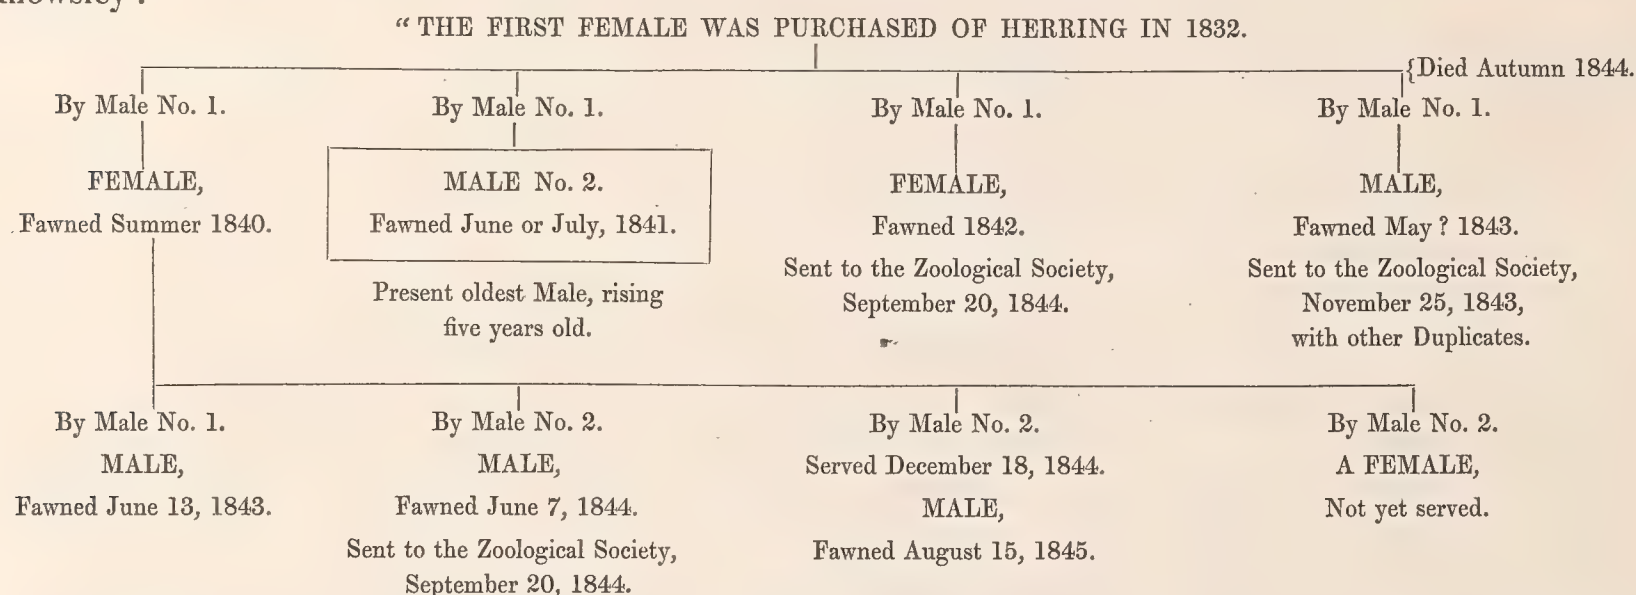 “ THE FIRST FEMALE WAS PURCHASED OF HERRING IN 1832.
{Died Autumn 1844.
By Male No. 1.
FEMALE,
Fawned Summer 1840.
By Male No. 1.
MALE No. 2.
Fawned June or July, 1841.
Present oldest Male, rising
five years old.
By Male No. 1.
FEMALE,
Fawned 1842.
Sent to the Zoological Society,
September 20, 1844.
By Male No. 1.
MALE,
Fawned May ? 1843.
Sent to the Zoological Society,
November 25, 1843,
with other Duplicates.
By Male No. 1.
MALE,
Fawned June 13, 1843.
By Male No. 2.
MALE,
Fawned June 7, 1844.
Sent to the Zoological Society,
September 20, 1844.
By Male No. 2.
Served December 18, 1844.
MALE,
Fawned August 15, 1845.
By Male No. 2.
A FEMALE,
Not yet served.